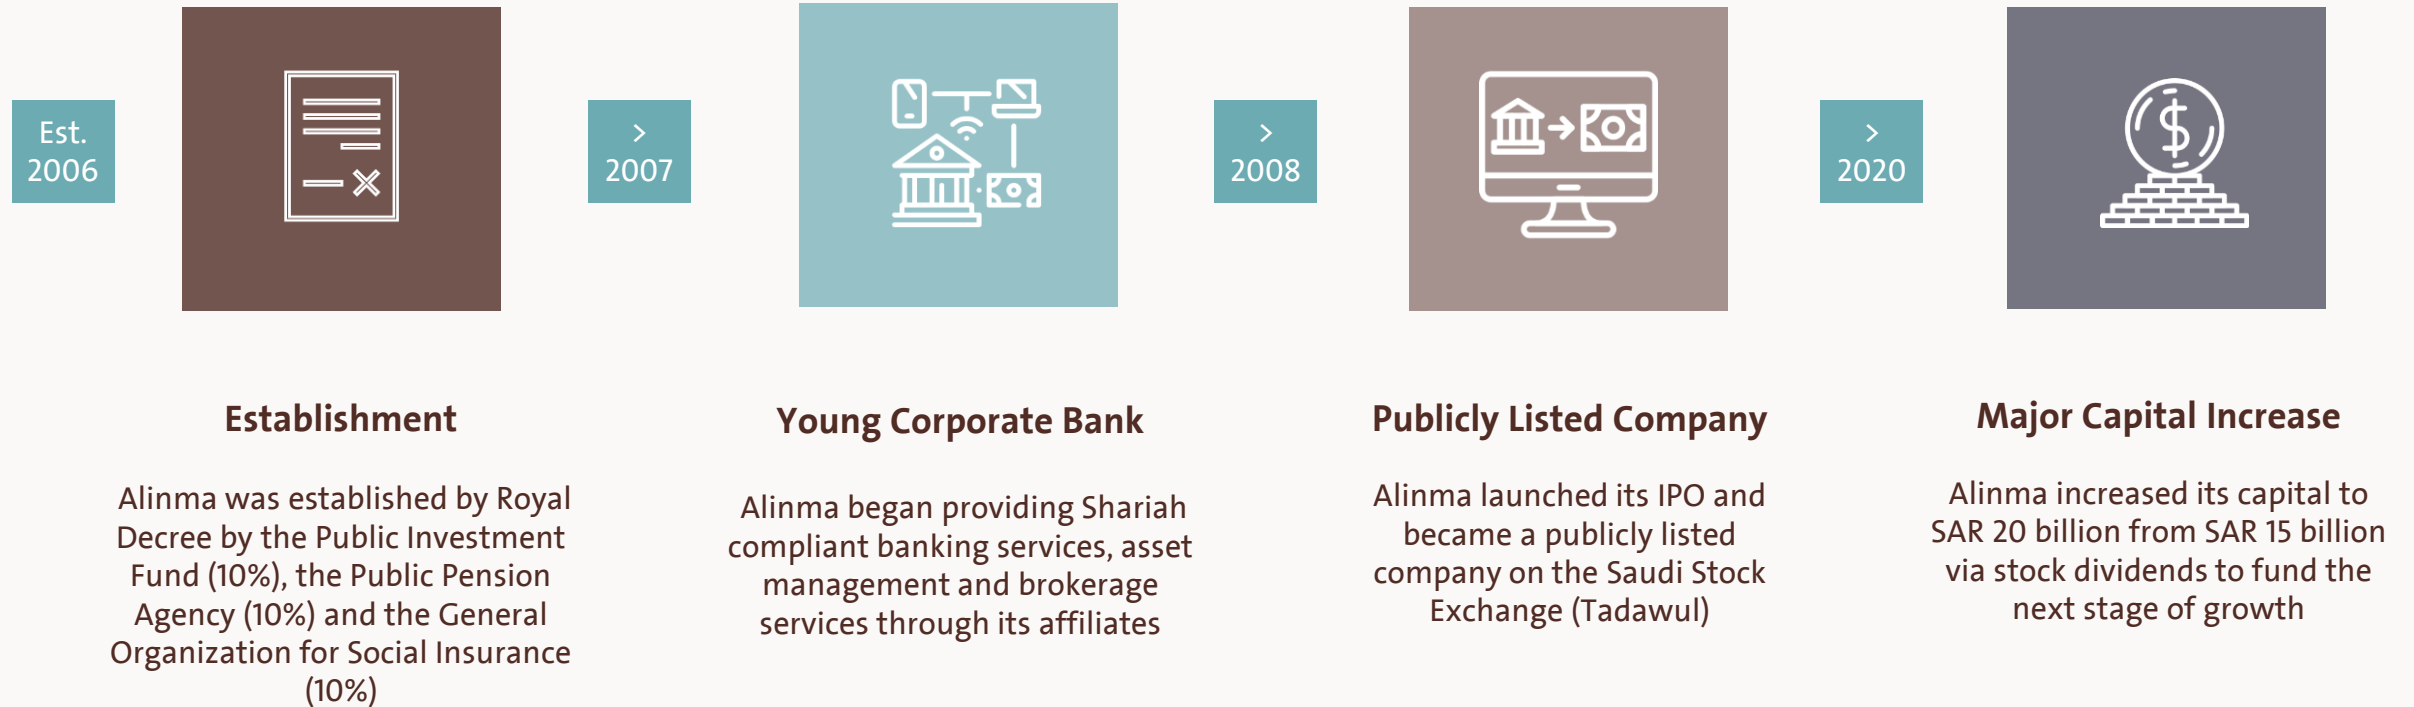 Est.
2006
Establishment
Alinma was established by Royal
Decree by the Public Investment
Fund (10%), the Public Pension
Agency (10%) and the General
Organization for Social Insurance
(10%)
>
2007
Young Corporate Bank
Alinma began providing Shariah
compliant banking services, asset
management and brokerage
services through its affiliates
>
2008
Publicly Listed Company
Alinma launched its IPO and
became a publicly listed
company on the Saudi Stock
Exchange (Tadawul)
>
2020
$
Major Capital Increase
Alinma increased its capital to
SAR 20 billion from SAR 15 billion
via stock dividends to fund the
next stage of growth